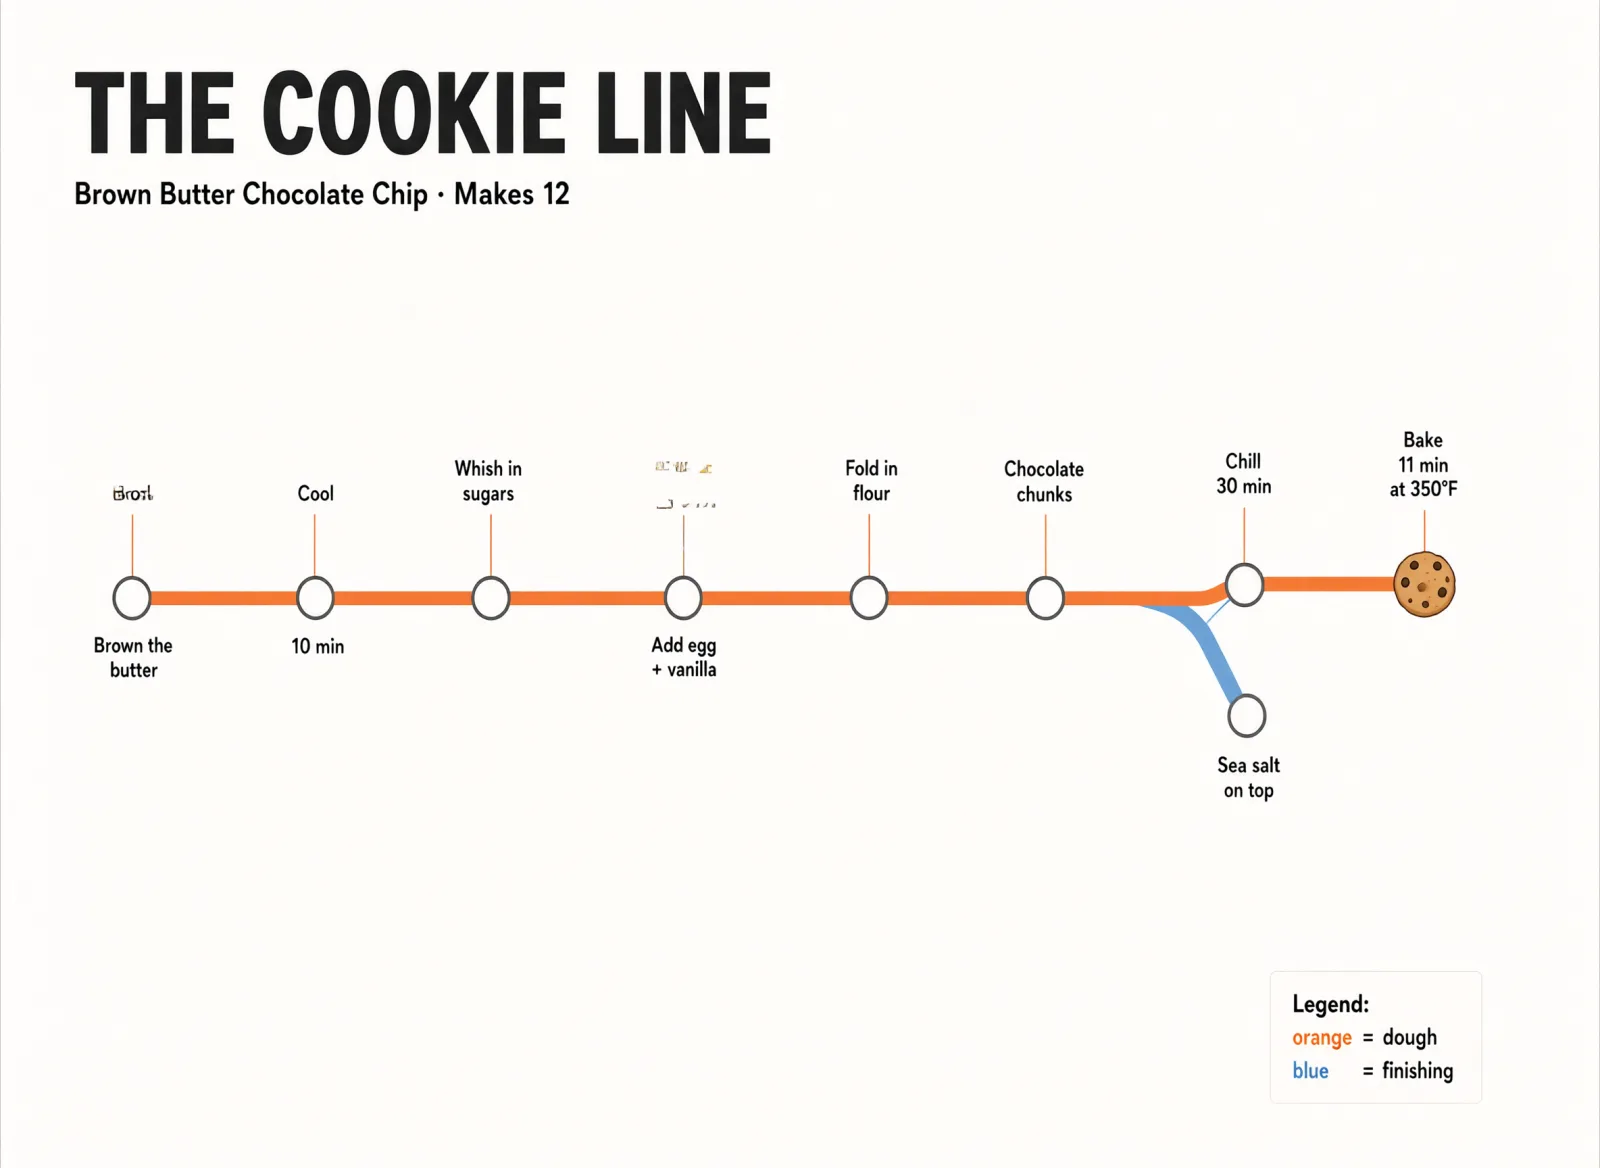 THE COOKIE LINE
Brown Butter Chocolate Chip · Makes 12
Brown the
butter
Cool
10 min
Whish in
sugars
Add egg
+ vanilla
Fold in
flour
Chocolate
chunks
Chill
30 min
Bake
11 min
at 350°F
Sea salt
on top
Legend:
orange = dough
blue = finishing